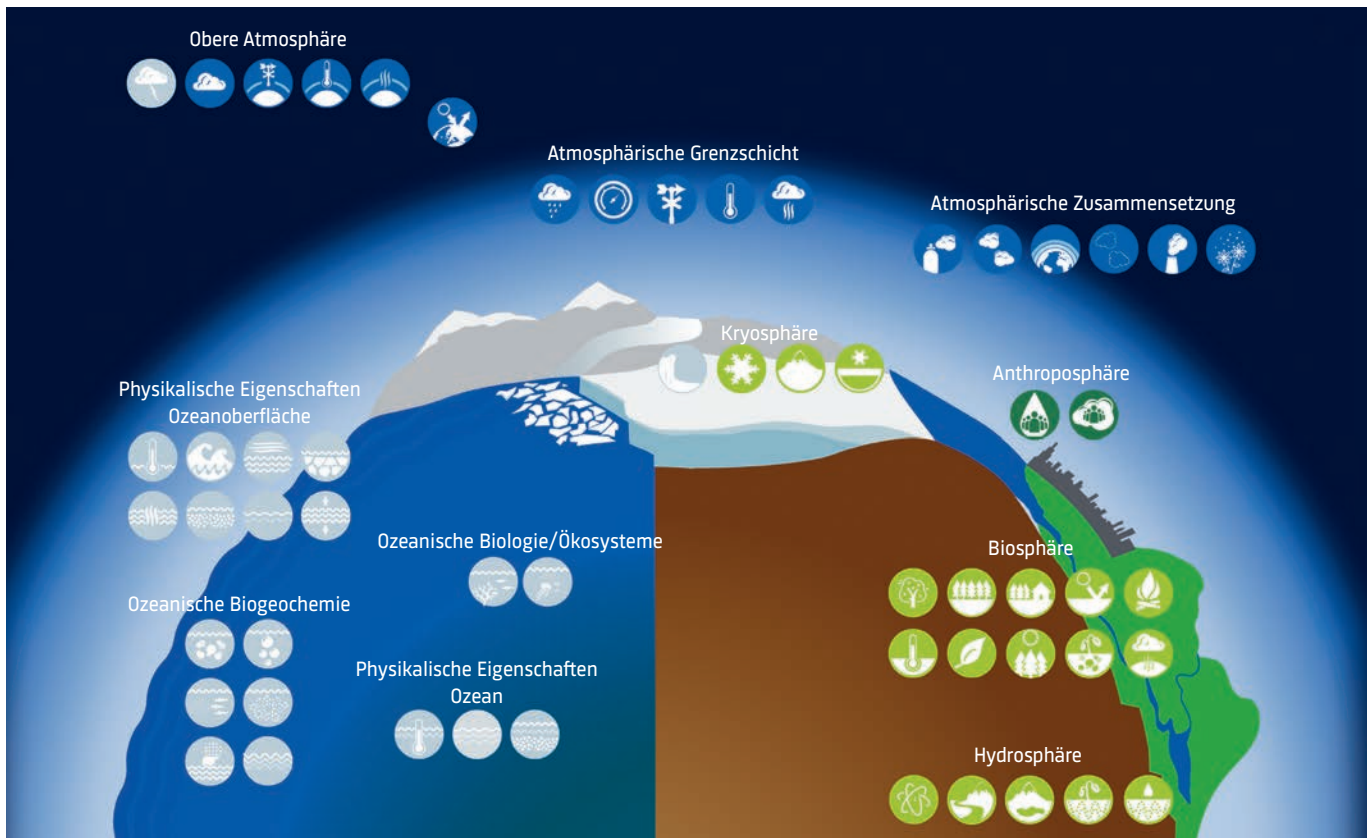 Obere Atmosphäre
Atmosphärische Grenzschicht
Atmosphärische Zusammensetzung
Kryosphäre
Anthroposphäre
Physikalische Eigenschaften
Ozeanoberfläche
Ozeanische Biologie/Ökosysteme
Biosphäre
Ozeanische Biogeochemie
Physikalische Eigenschaften
Ozean
Hydrosphäre